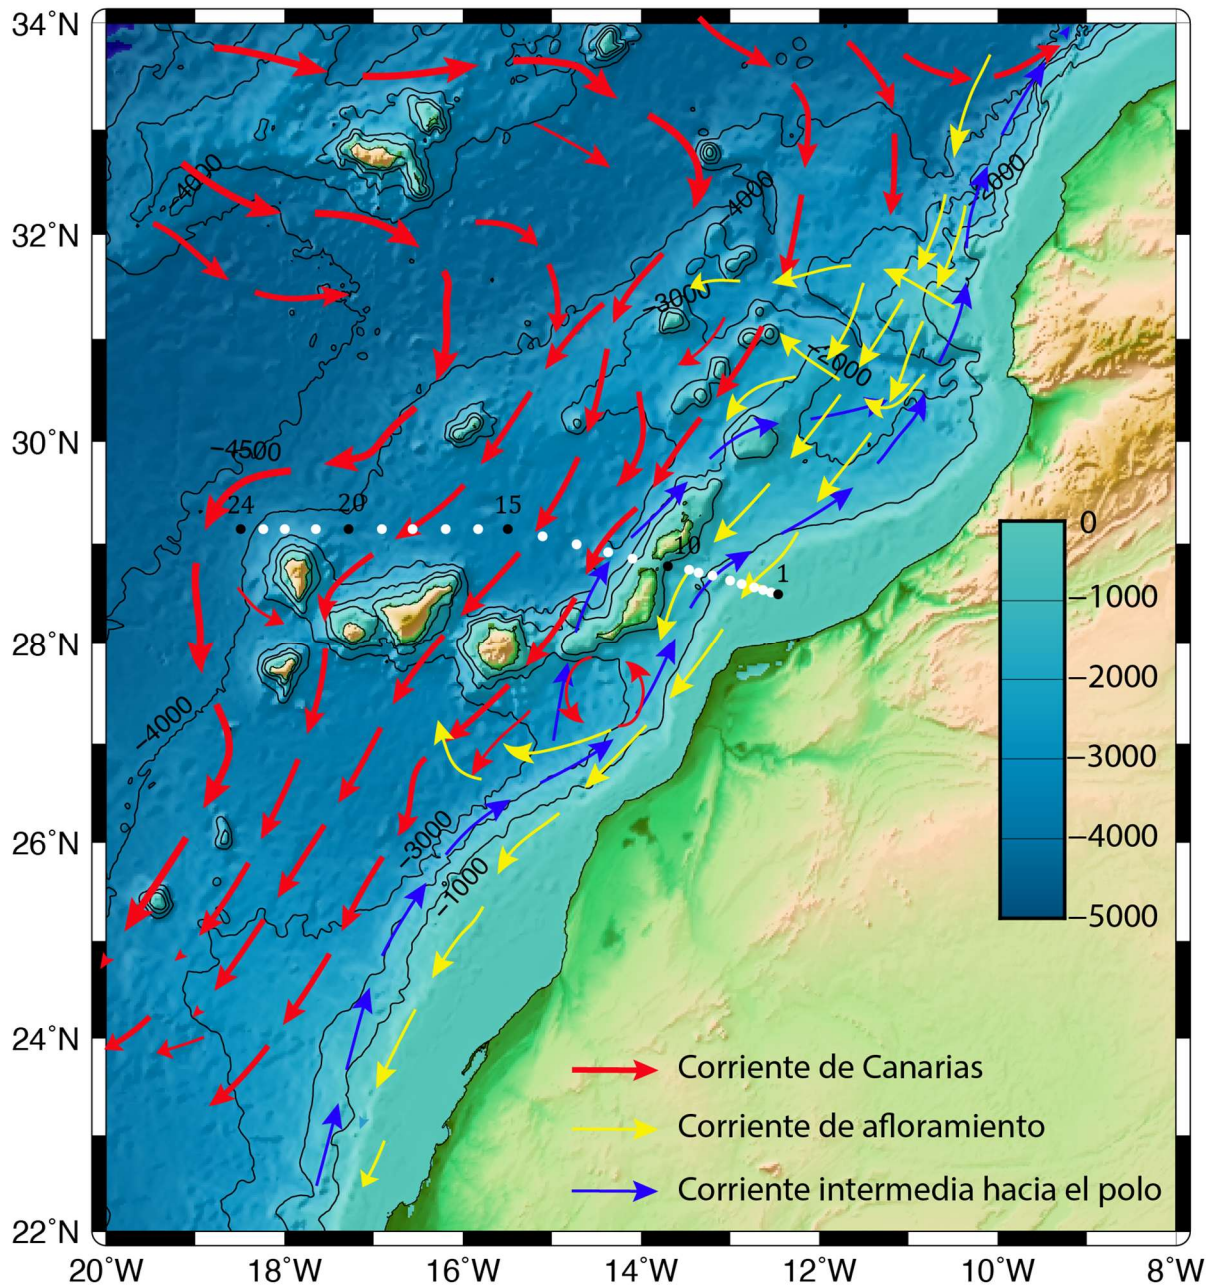 34°N
32°N
30°N
28°N
26°N
24°N
22°N
20°W
18°W
16°W
14°W
12°W
10°W
8°W
−4000
−2000
−4000
−3000
−2000
−4500
24
20
15
10
1
−4000
−3000
−1000
0
−1000
−2000
−3000
−4000
−5000
Corriente de Canarias
Corriente de afloramiento
Corriente intermedia hacia el polo